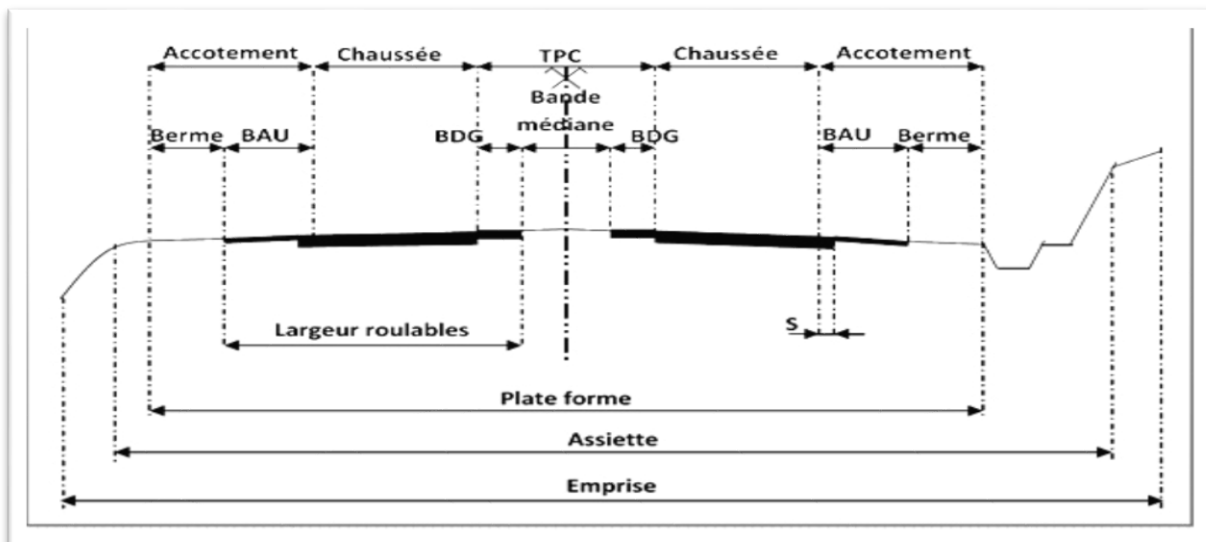 Accotement Chaussée TPC Chaussée Accotement
Bande
médiane
Berme BAU BDG BDG BAU Berme
Largeur roulables
S
Plate forme
Assiette
Emprise